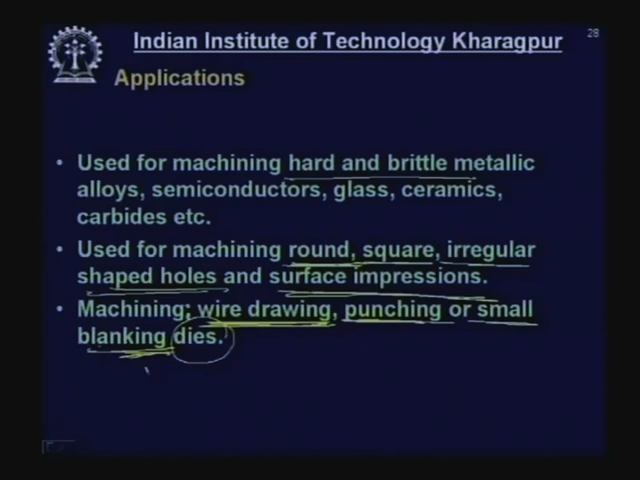 28
Indian Institute of Technology Kharagpur
Applications
• Used for machining hard and brittle metallic
alloys, semiconductors, glass, ceramics,
carbides etc.
• Used for machining round, square, irregular
shaped holes and surface impressions.
• Machining; wire drawing, punching or small
blanking dies.